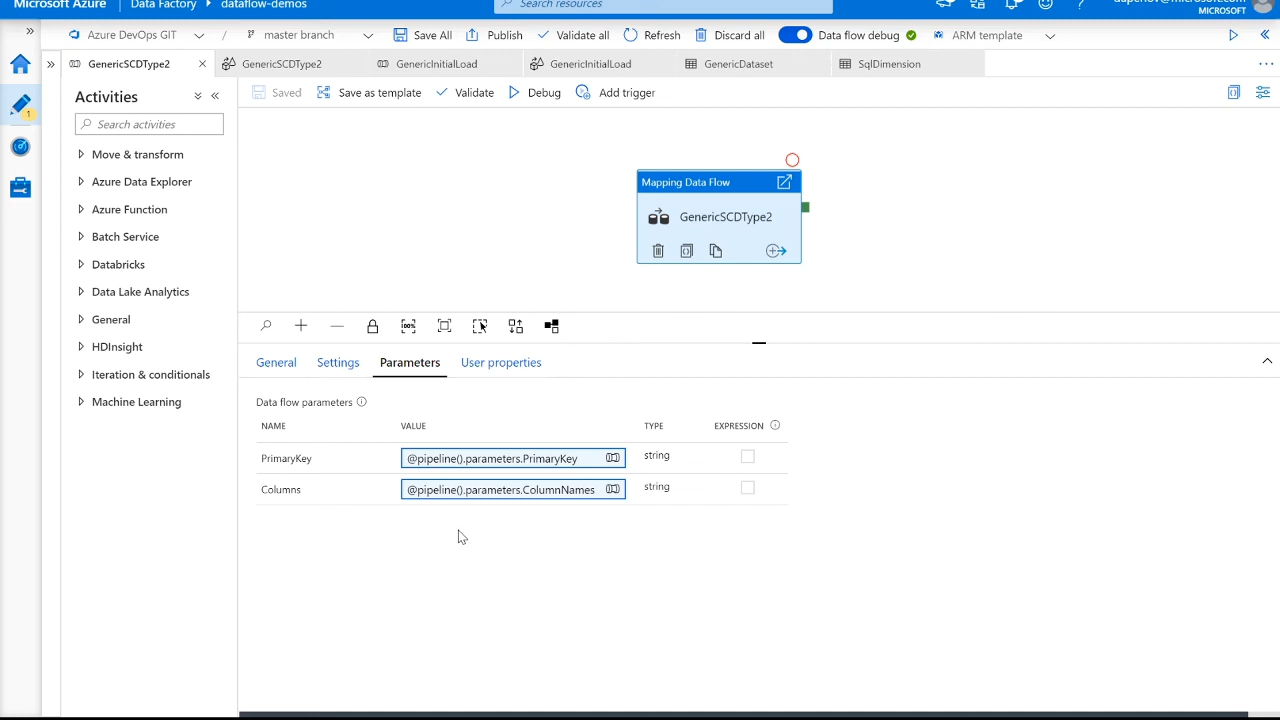 Microsoft Azure Data Factory dataflow-demos Search resources
MICROSOFT
Azure DevOps GIT master branch Save All Publish Validate all Refresh Discard all Data flow debug ARM template
GenericSCDType2 GenericSCDType2 GenericInitialLoad GenericInitialLoad GenericDataset SqlDimension
Activities
Saved Save as template Validate Debug Add trigger
Search activities
Move & transform
Azure Data Explorer
Azure Function
Batch Service
Databricks
Data Lake Analytics
General
HDInsight
Iteration & conditionals
Machine Learning
1
Mapping Data Flow
GenericSCDType2
100%
General Settings Parameters User properties
Data flow parameters
NAME VALUE TYPE EXPRESSION
PrimaryKey @pipeline().parameters.PrimaryKey string
Columns @pipeline().parameters.ColumnNames string